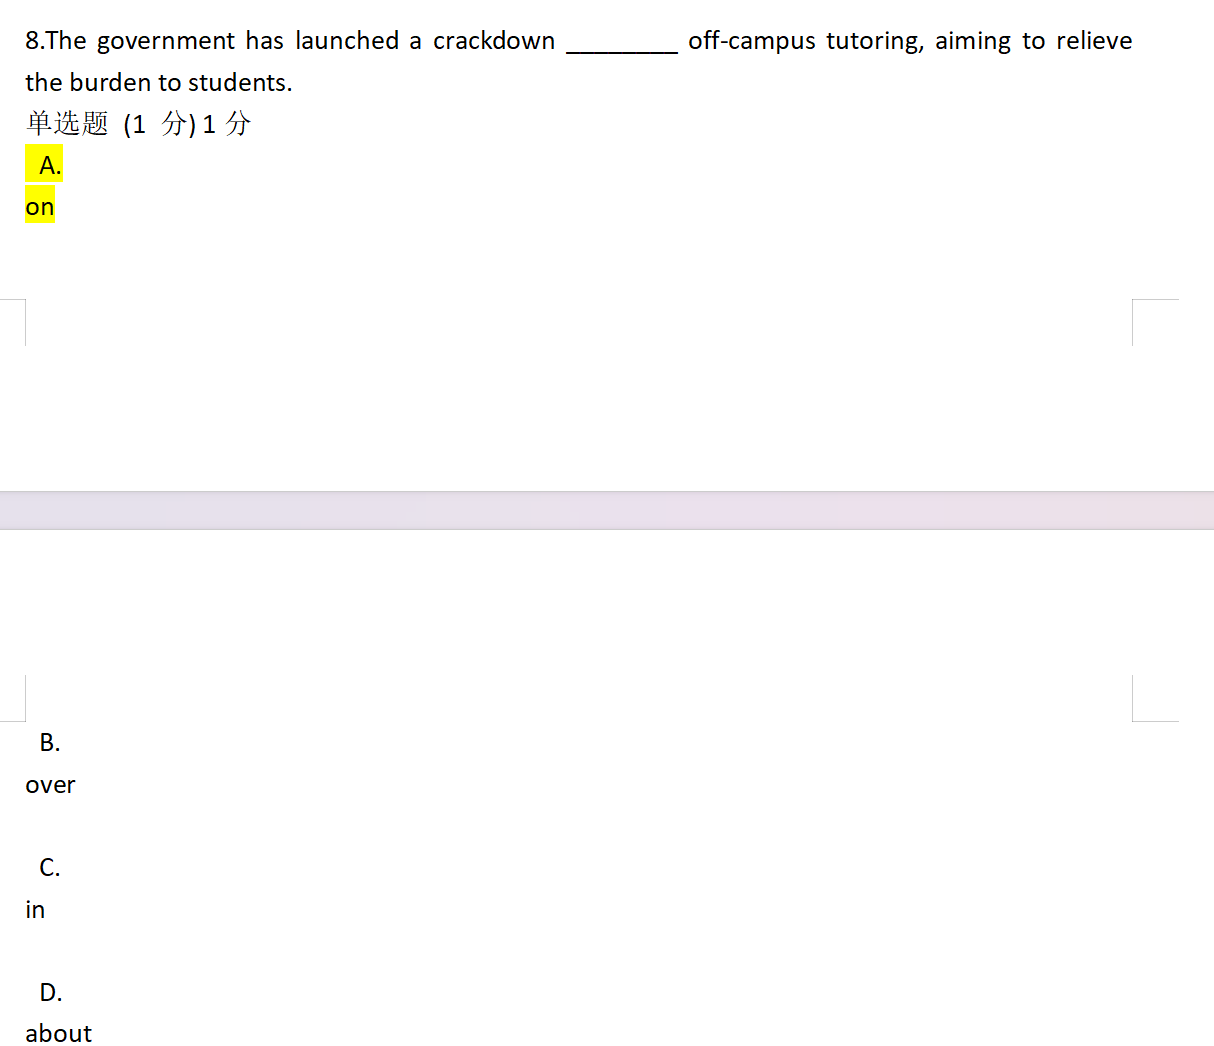 8.The government has launched a crackdown ________ off-campus tutoring, aiming to relieve
the burden to students.
单选题 (1 分) 1 分
A.
on
B.
over
C.
in
D.
about